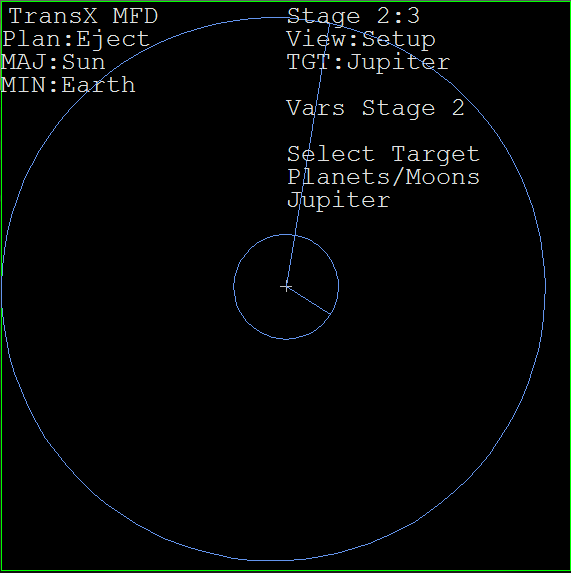 TransX MFD
Plan:Eject
MAJ:Sun
MIN:Earth
Stage 2:3
View:Setup
TGT:Jupiter
Vars Stage 2
Select Target
Planets/Moons
Jupiter